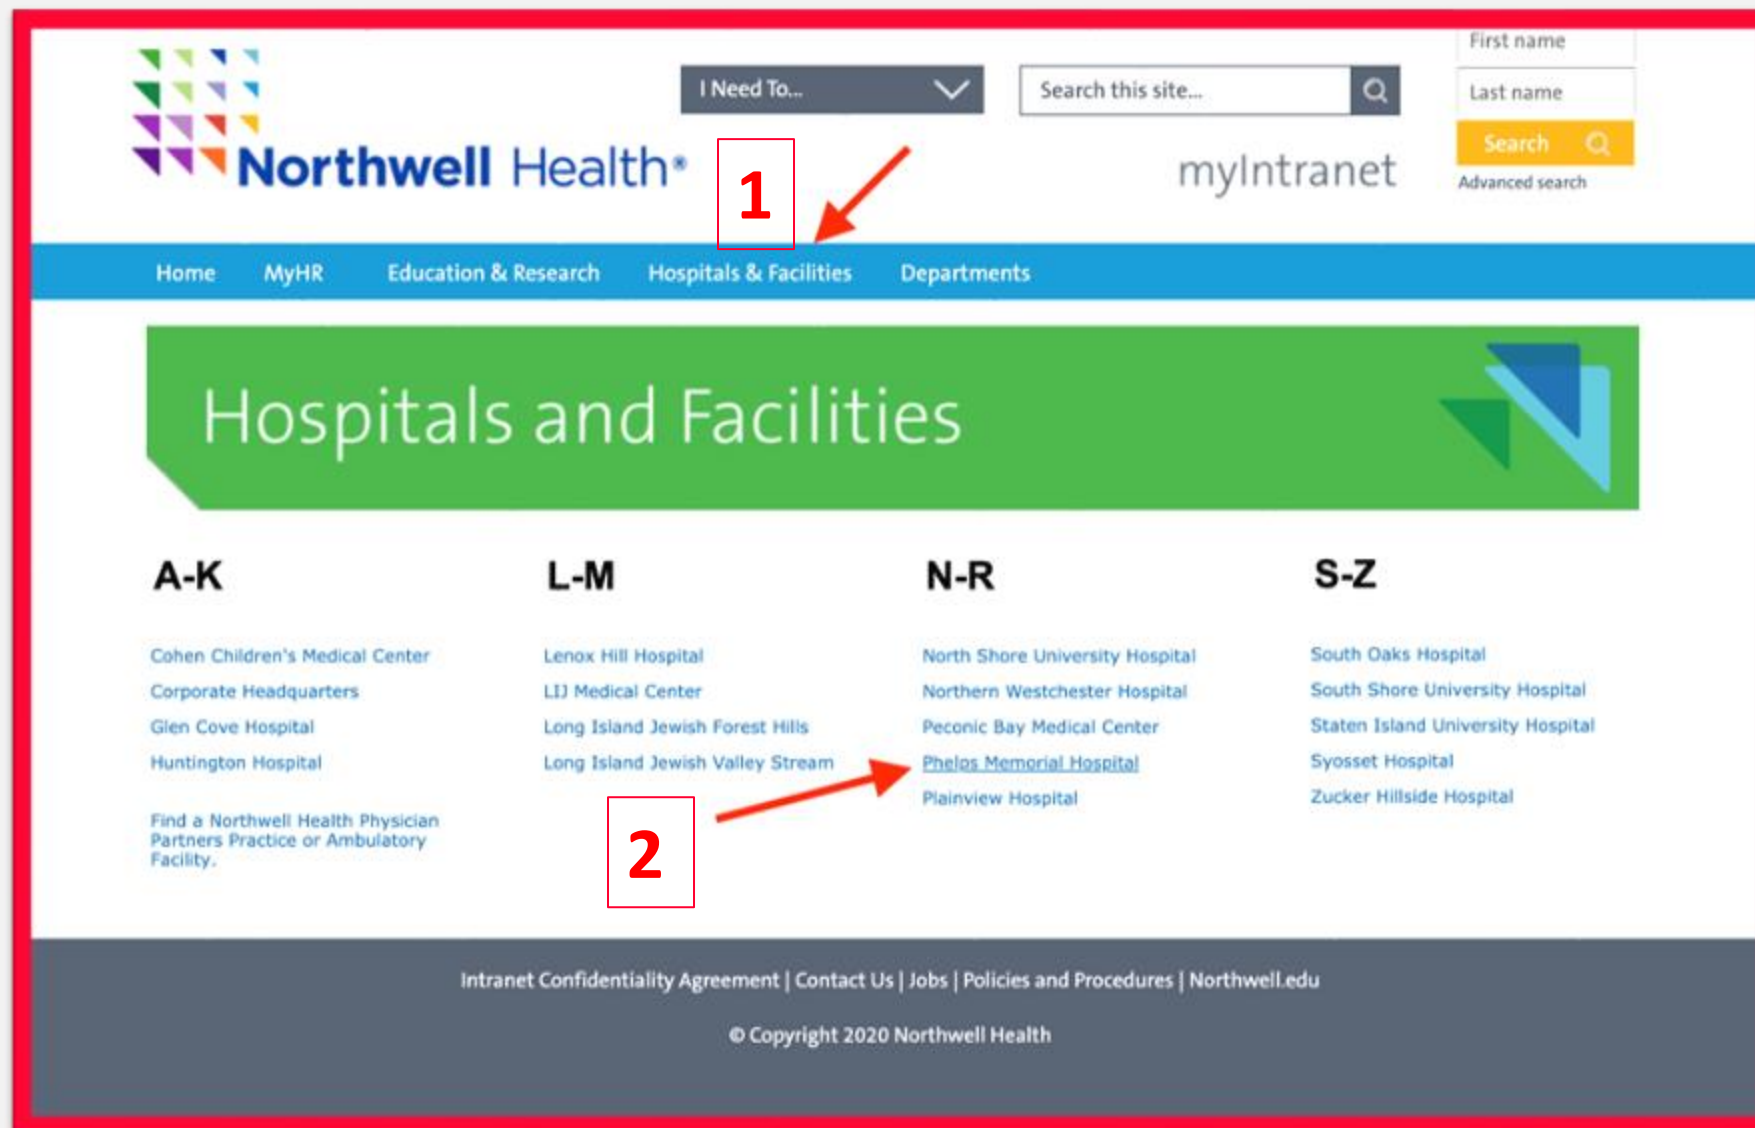 First name
I Need To...
Search this site...
Last name
Search
Northwell Health®
1
myIntranet
Advanced search
Home MyHR Education & Research Hospitals & Facilities Departments
Hospitals and Facilities
A-K
Cohen Children's Medical Center
Corporate Headquarters
Glen Cove Hospital
Huntington Hospital
Find a Northwell Health Physician
Partners Practice or Ambulatory
Facility.
L-M
Lenox Hill Hospital
LIJ Medical Center
Long Island Jewish Forest Hills
Long Island Jewish Valley Stream
2
N-R
North Shore University Hospital
Northern Westchester Hospital
Peconic Bay Medical Center
Phelps Memorial Hospital
Plainview Hospital
S-Z
South Oaks Hospital
South Shore University Hospital
Staten Island University Hospital
Syosset Hospital
Zucker Hillside Hospital
Intranet Confidentiality Agreement | Contact Us | Jobs | Policies and Procedures | Northwell.edu
© Copyright 2020 Northwell Health